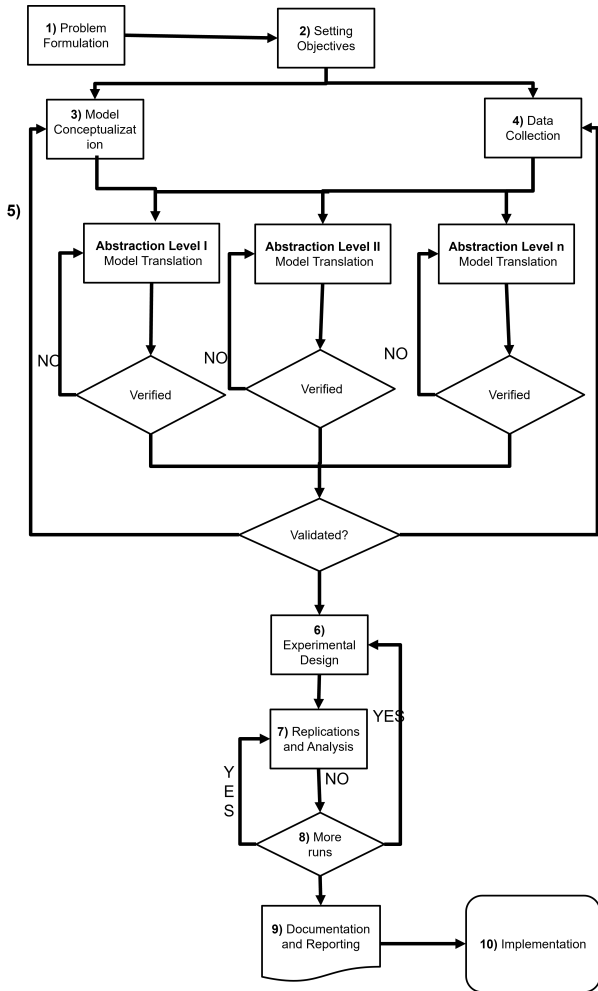 1) Problem
Formulation
2) Setting
Objectives
3) Model
Conceptualizat
ion
4) Data
Collection
5)
Abstraction Level I
Model Translation
Abstraction Level II
Model Translation
Abstraction Level n
Model Translation
NO
NO
NO
Verified
Verified
Verified
Validated?
6)
Experimental
Design
YES
7) Replications
and Analysis
NO
Y
E
S
8) More
runs
9) Documentation
and Reporting
10) Implementation